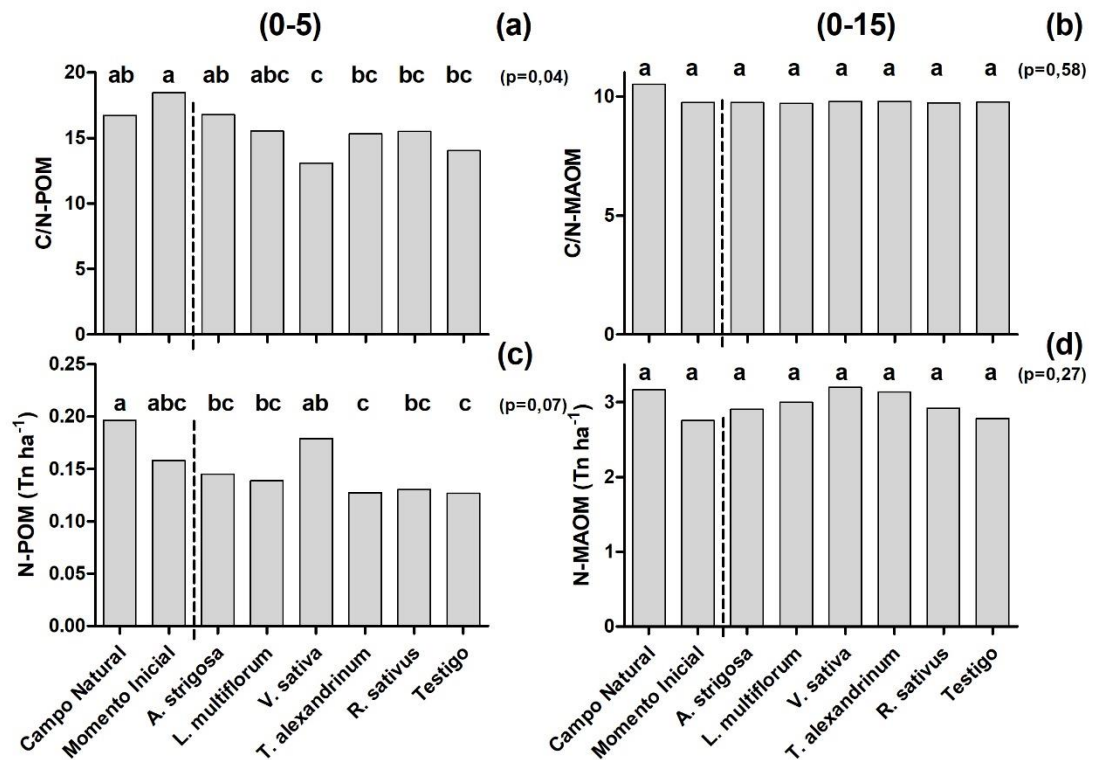 (0-5) (a)
ab a ab abc c bc bc bc (p=0,04)
20
15
10
5
0
C/N-POM
(0-15) (b)
a a a a a a a a (p=0,58)
10
5
0
C/N-MAOM
(c)
a abc bc bc ab c bc c (p=0,07)
0.25
0.20
0.15
0.10
0.05
0.00
N-POM (Tn ha⁻¹)
Campo Natural
Momento Inicial
A. strigosa
L. multiflorum
V. sativa
T. alexandrinum
R. sativus
Testigo
(d)
a a a a a a a a (p=0,27)
3
2
1
0
N-MAOM (Tn ha⁻¹)
Campo Natural
Momento Inicial
A. strigosa
L. multiflorum
V. sativa
T. alexandrinum
R. sativus
Testigo